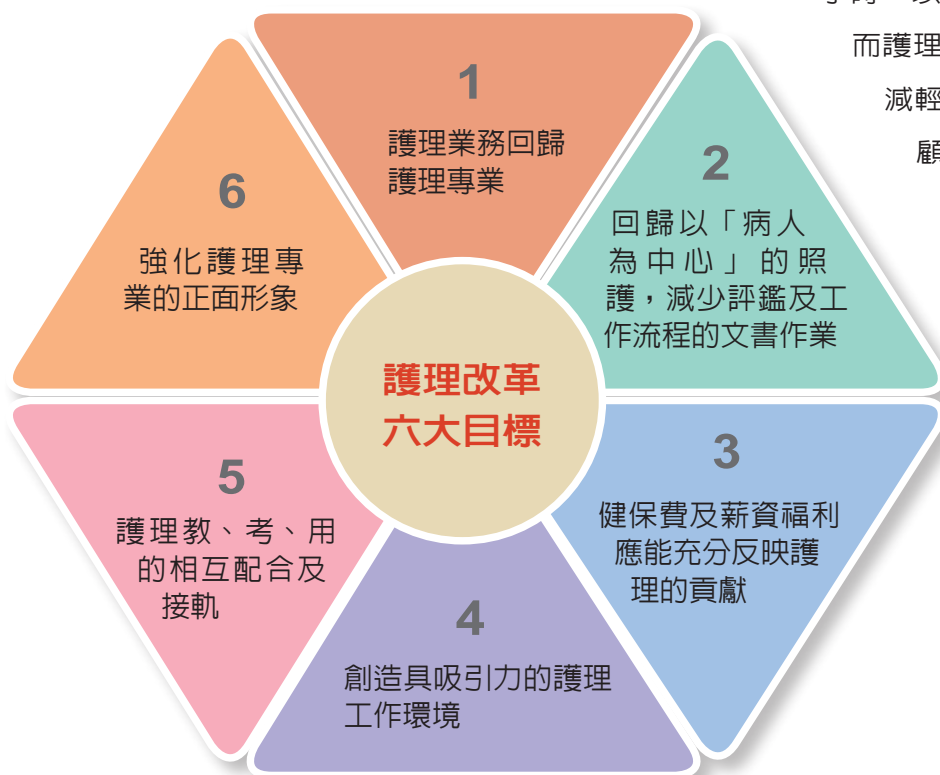 而護理
減輕
顧
1
護理業務回歸
護理專業
2
回歸以「病人
為中心」的照
護，減少評鑑及工
作流程的文書作業
3
健保費及薪資福利
應能充分反映護
理的貢獻
4
創造具吸引力的護理
工作環境
5
護理教、考、用
的相互配合及
接軌
6
強化護理專
業的正面形象
護理改革
六大目標